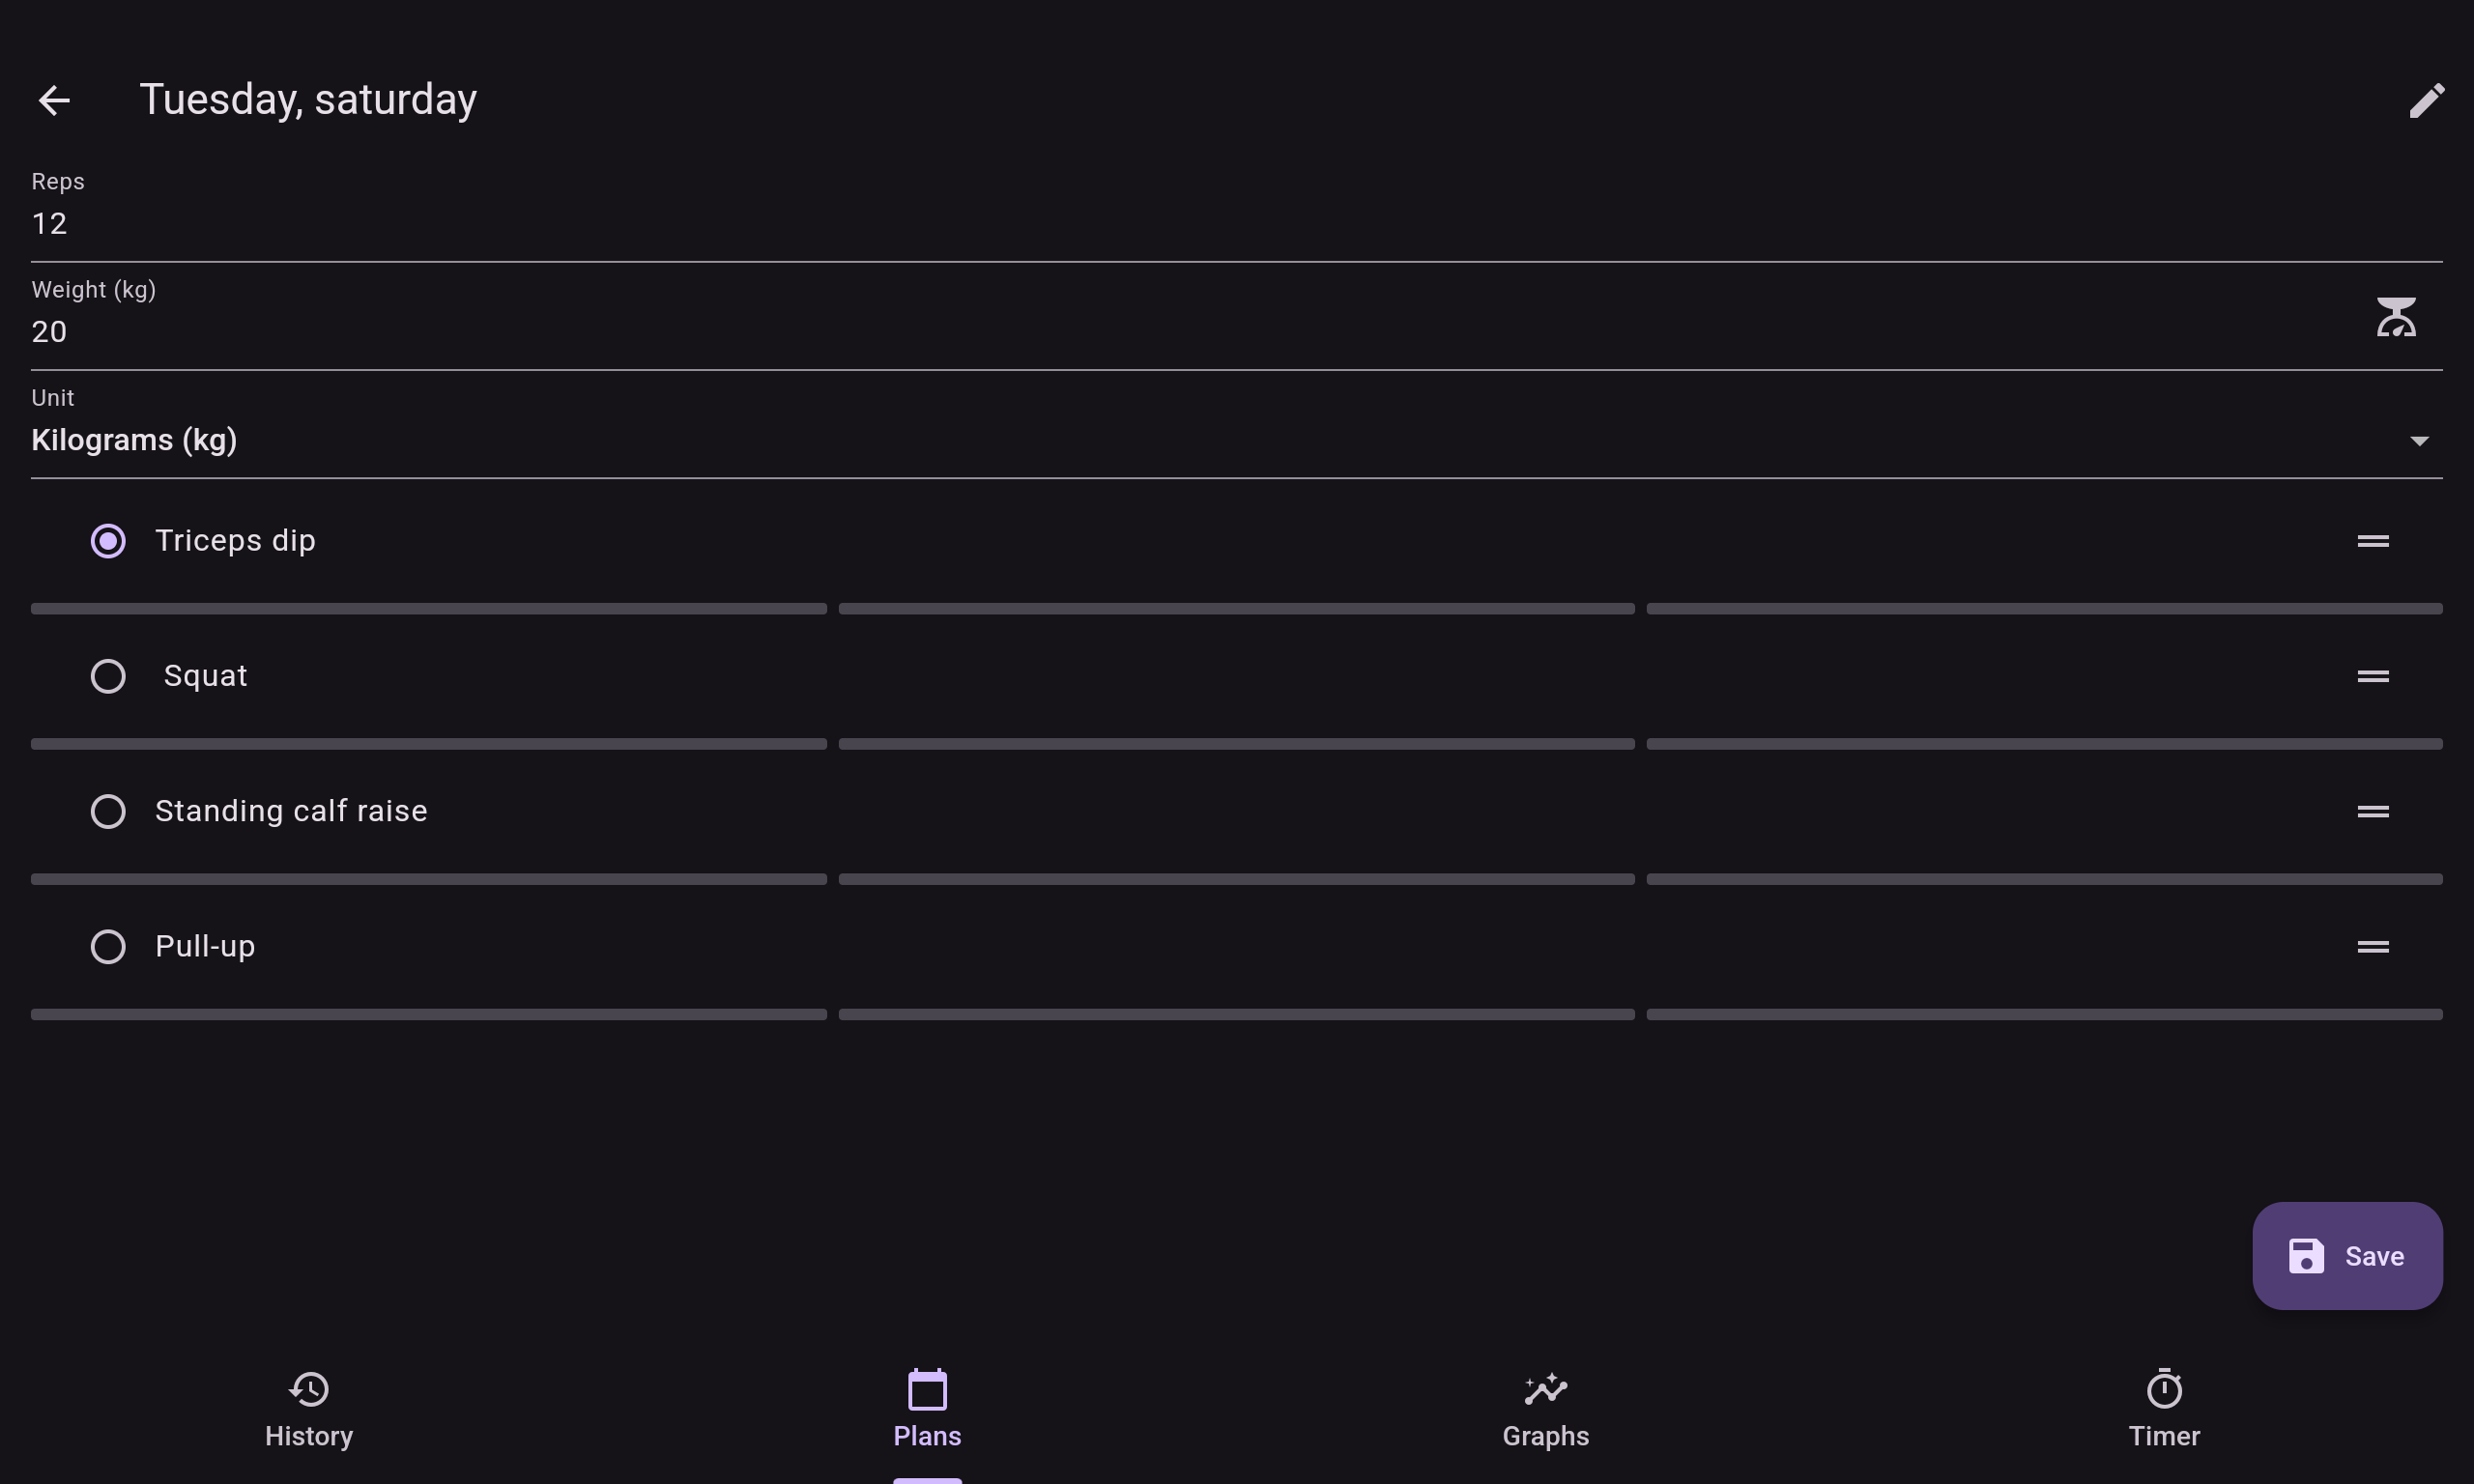 Tuesday, saturday
Reps
12
Weight (kg)
20
Unit
Kilograms (kg)
Triceps dip
Squat
Standing calf raise
Pull-up
Save
History
Plans
Graphs
Timer